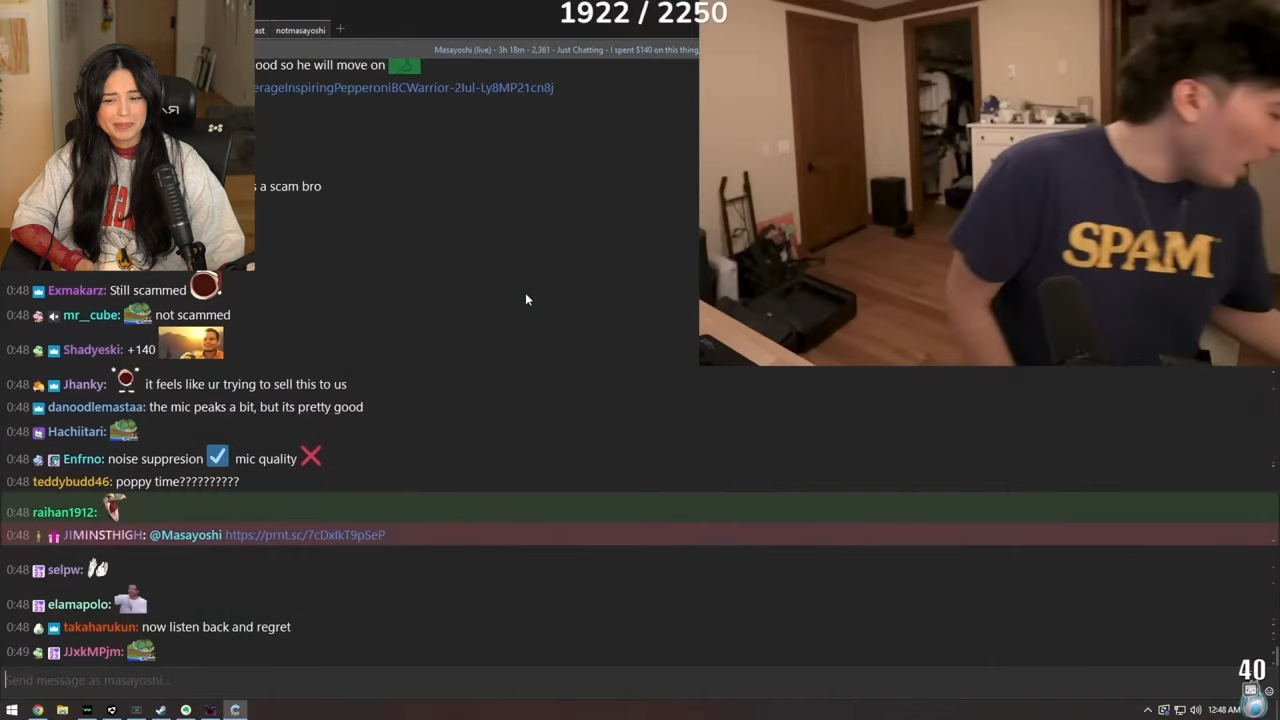 1922 / 2250
ast notmasayoshi
Masayoshi (live) - 3h 18m - 2,361 - Just Chatting - I spent $140 on this thing
ood so he will move on
erageInspiringPepperoniBCWarrior-2Iul-Ly8MP21cn8j
s a scam bro
SPAM
0:48 Exmakarz: Still scammed
0:48 mr__cube: not scammed
0:48 Shadyeski: +140
0:48 Jhanky: it feels like ur trying to sell this to us
0:48 danoodlemastaa: the mic peaks a bit, but its pretty good
0:48 Hachiitari:
0:48 Enfrno: noise suppresion mic quality
0:48 teddybudd46: poppy time??????????
0:48 raihan1912:
0:48 JIMINSTHIGH: @Masayoshi https://prnt.sc/7cDxIkT9pSeP
0:48 selpw:
0:48 elamapolo:
0:48 takaharukun: now listen back and regret
0:49 JJxkMPjm:
Send message as masayoshi...
40
12:48 AM